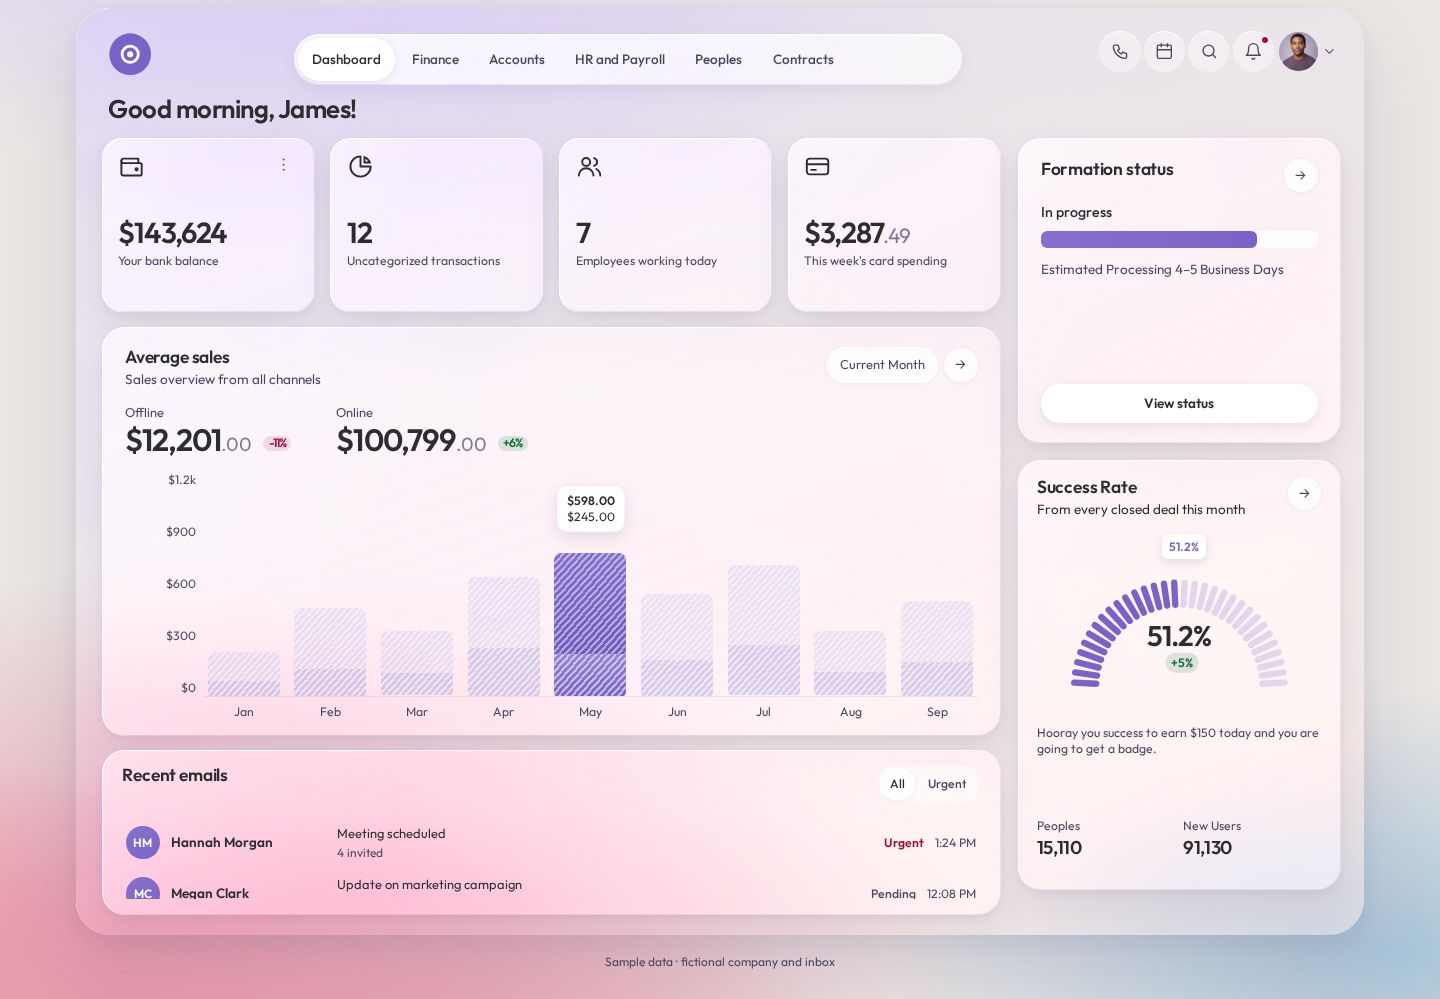 Dashboard
Finance
Accounts
HR and Payroll
Peoples
Contracts
Good morning, James!
$143,624
Your bank balance
12
Uncategorized transactions
7
Employees working today
$3,287.49
This week's card spending
Formation status
In progress
Estimated Processing 4–5 Business Days
View status
Average sales
Sales overview from all channels
Current Month
Offline
$12,201.00 -11%
Online
$100,799.00 +6%
$1.2k
$900
$600
$300
$0
$598.00
$245.00
Jan
Feb
Mar
Apr
May
Jun
Jul
Aug
Sep
Success Rate
From every closed deal this month
51.2%
51.2%
+5%
Hooray you success to earn $150 today and you are
going to get a badge.
Peoples
15,110
New Users
91,130
Recent emails
All
Urgent
HM
Hannah Morgan
Meeting scheduled
4 invited
Urgent
1:24 PM
MC
Megan Clark
Update on marketing campaign
Pending
12:08 PM
Sample data · fictional company and inbox